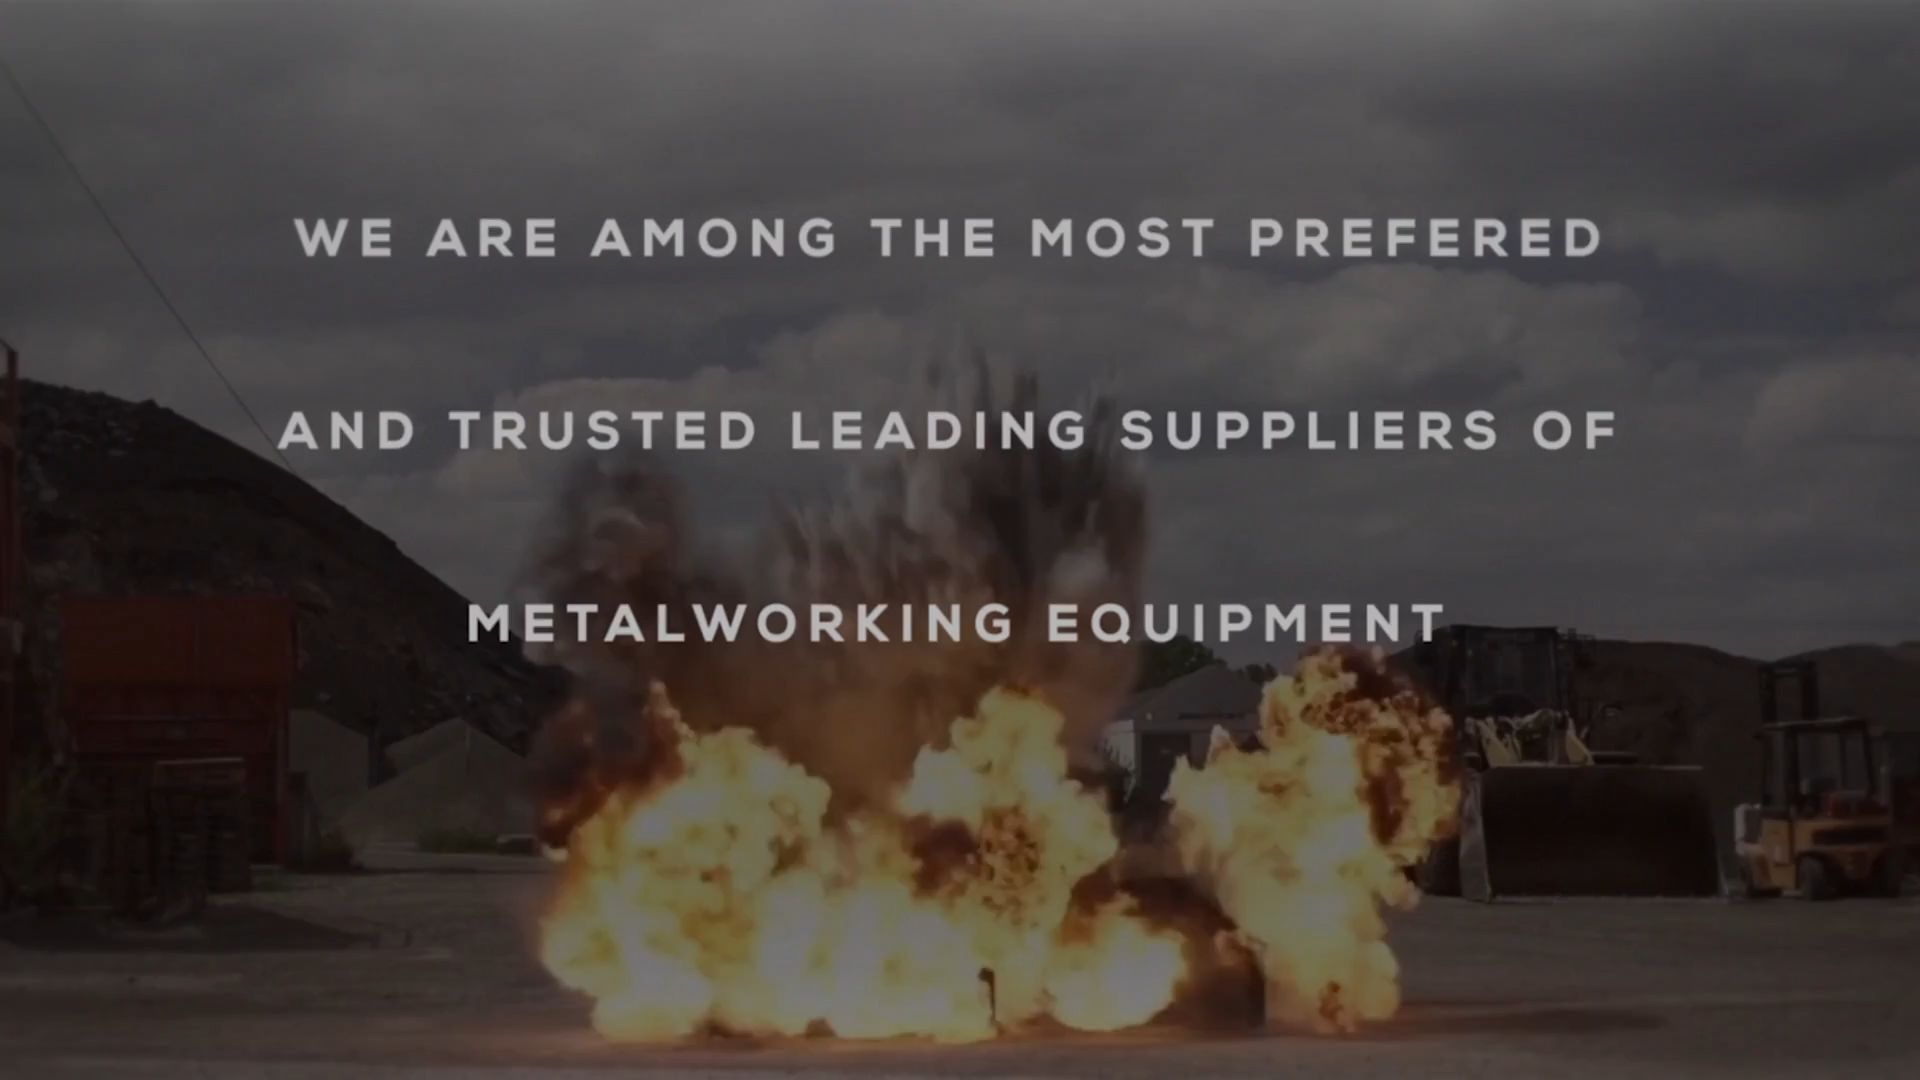 WE ARE AMONG THE MOST PREFERED
AND TRUSTED LEADING SUPPLIERS OF
METALWORKING EQUIPMENT